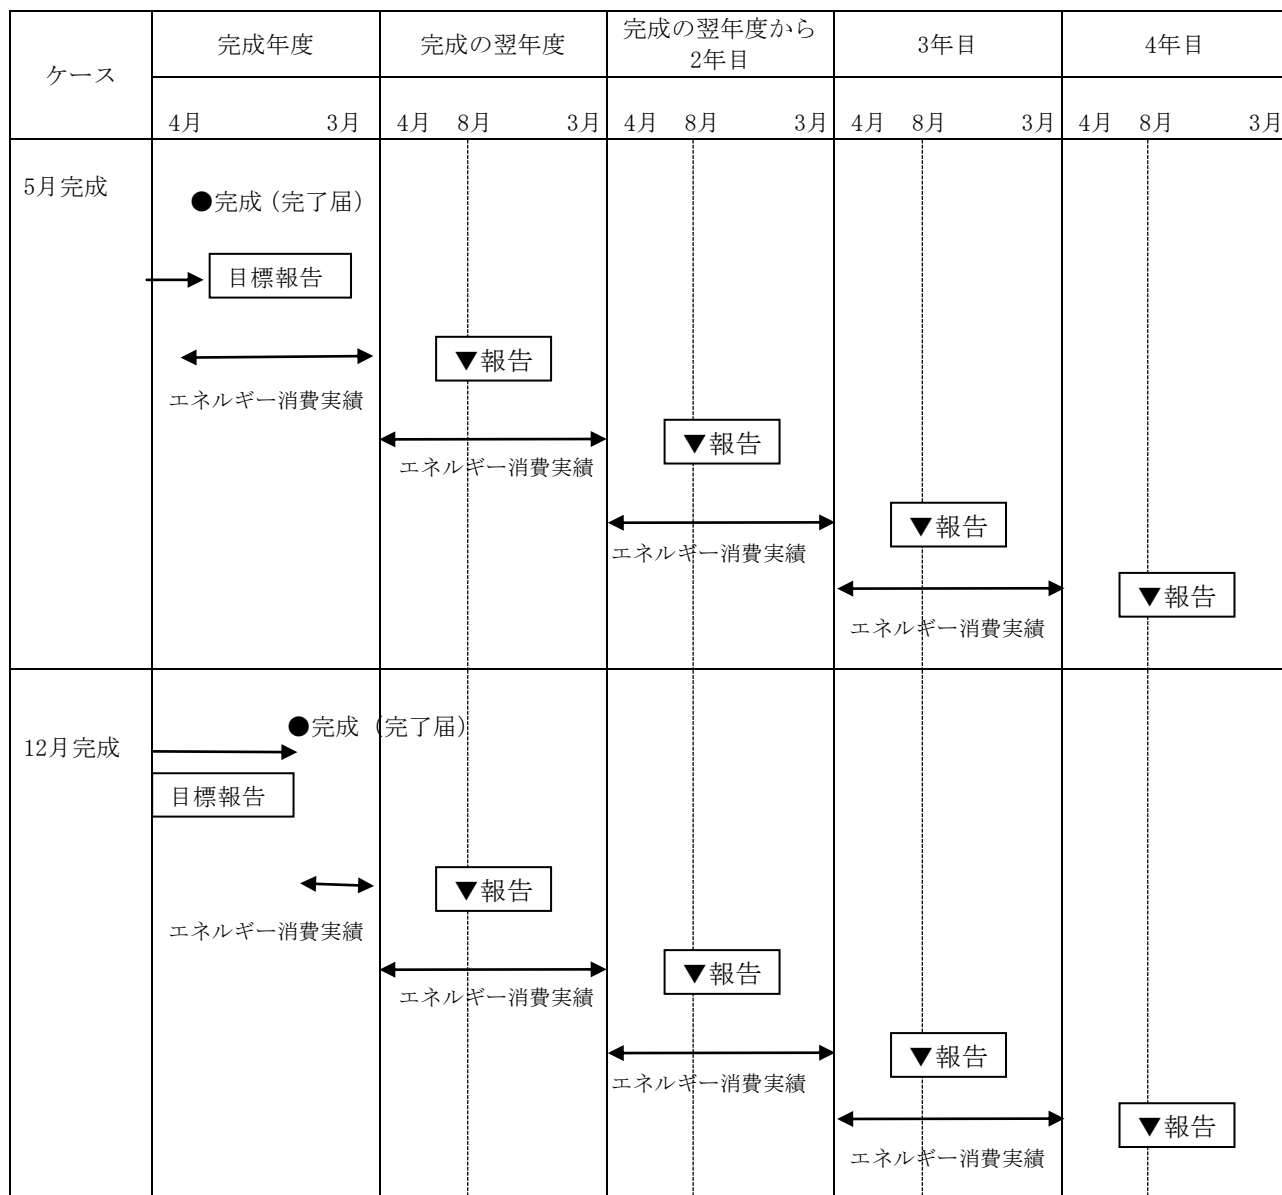 ケース
完成年度
完成の翌年度
完成の翌年度から
2年目
3年目
4年目
4月 3月 4月 8月 3月 4月 8月 3月 4月 8月 3月 4月 8月 3月
5月完成
●完成（完了届）
目標報告
▼報告
エネルギー消費実績
▼報告
エネルギー消費実績
▼報告
エネルギー消費実績
▼報告
エネルギー消費実績
12月完成
●完成（完了届）
目標報告
▼報告
エネルギー消費実績
▼報告
エネルギー消費実績
▼報告
エネルギー消費実績
▼報告
エネルギー消費実績